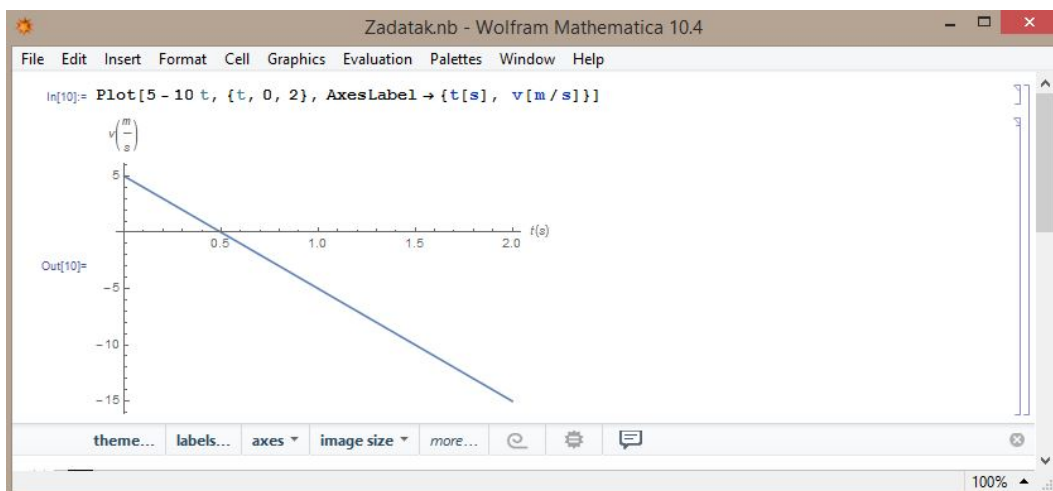 Zadatak.nb - Wolfram Mathematica 10.4
File Edit Insert Format Cell Graphics Evaluation Palettes Window Help
In[10]:= Plot[5 - 10 t, {t, 0, 2}, AxesLabel → {t[s], v[m/s]}]
v(m/s)
5
0.5 1.0 1.5 2.0 t(s)
Out[10]=
-5
-10
-15
theme... labels... axes image size more...
100%